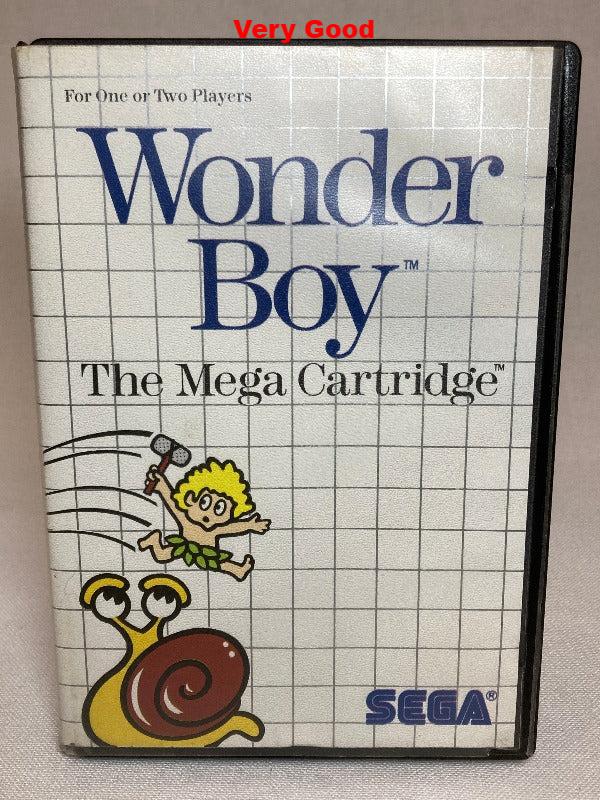 Very Good
For One or Two Players
Wonder
Boy™
The Mega Cartridge™
SEGA®